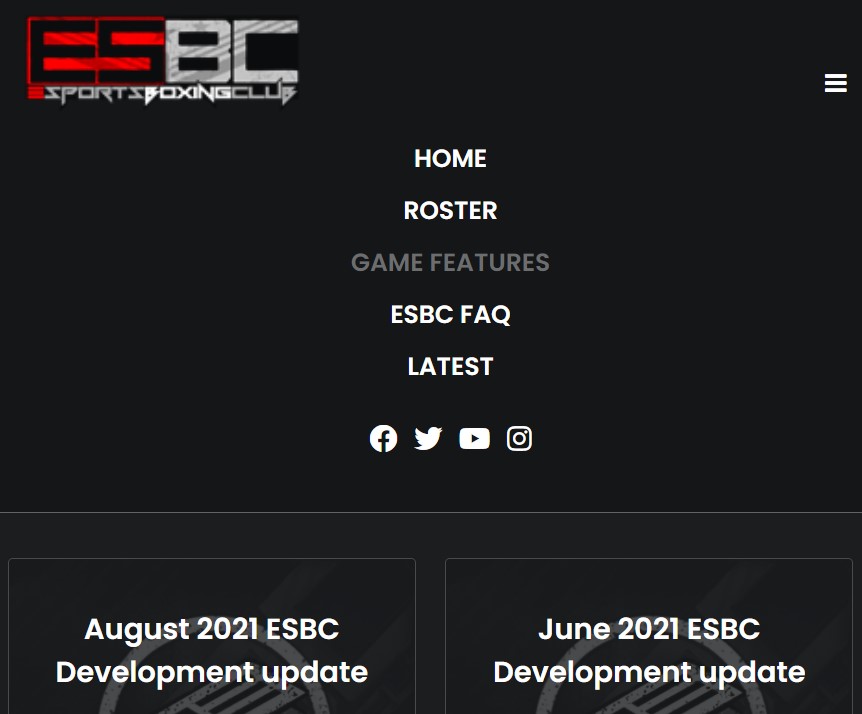 ESBC
ESPORTSBOXINGCLUB
HOME
ROSTER
GAME FEATURES
ESBC FAQ
LATEST
August 2021 ESBC
Development update
June 2021 ESBC
Development update